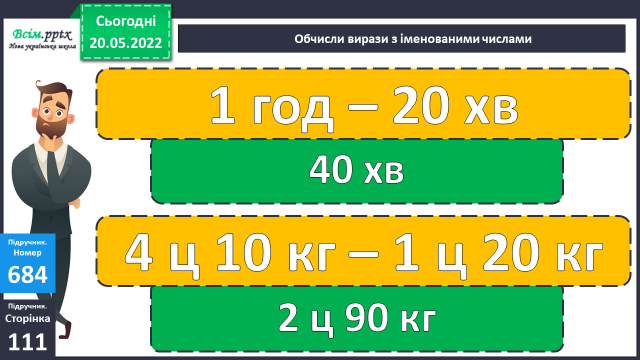 Всім.pptx
Нова українська школа
Сьогодні
20.05.2022
Обчисли вирази з іменованими числами
1 год – 20 хв
40 хв
4 ц 10 кг – 1 ц 20 кг
2 ц 90 кг
Підручник.
Номер
684
Підручник.
Сторінка
111